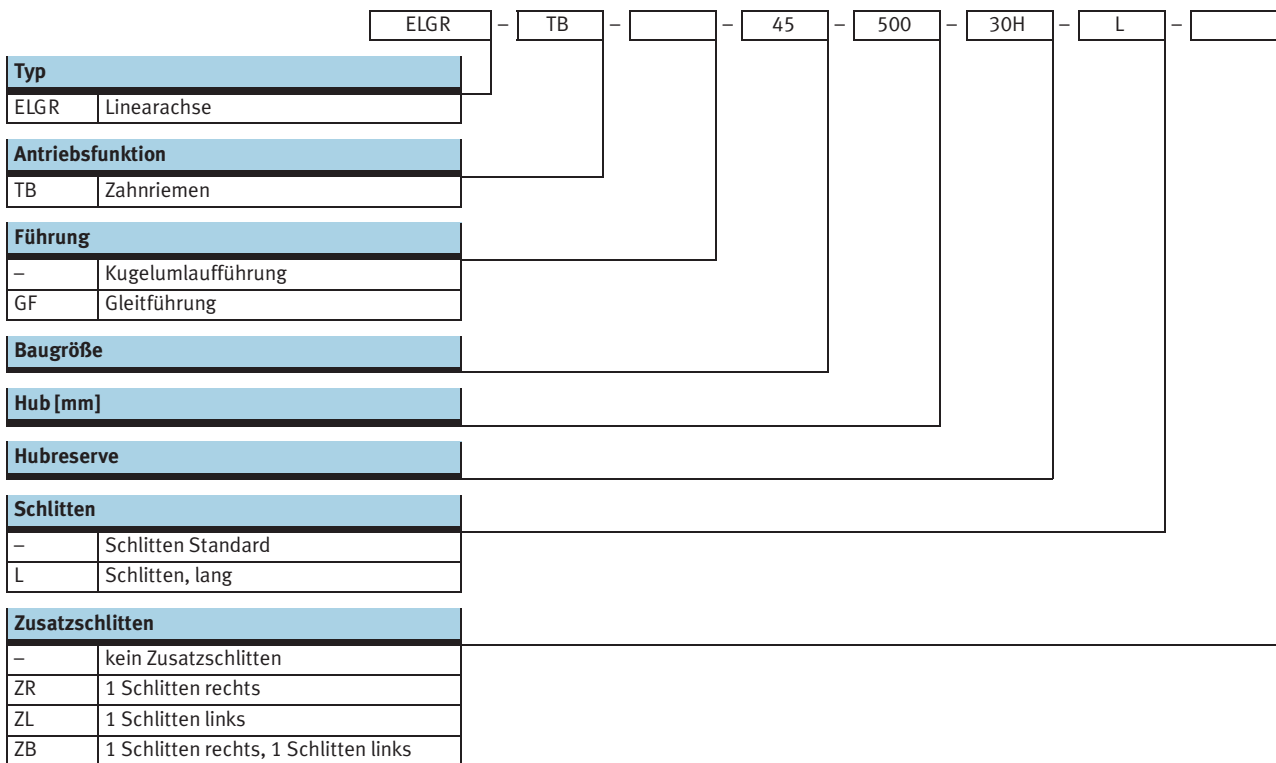 ELGR – TB – – 45 – 500 – 30H – L –
Typ
ELGR Linearachse
Antriebsfunktion
TB Zahnriemen
Führung
– Kugelumlaufführung
GF Gleitführung
Baugröße
Hub [mm]
Hubreserve
Schlitten
– Schlitten Standard
L Schlitten, lang
Zusatzschlitten
– kein Zusatzschlitten
ZR 1 Schlitten rechts
ZL 1 Schlitten links
ZB 1 Schlitten rechts, 1 Schlitten links